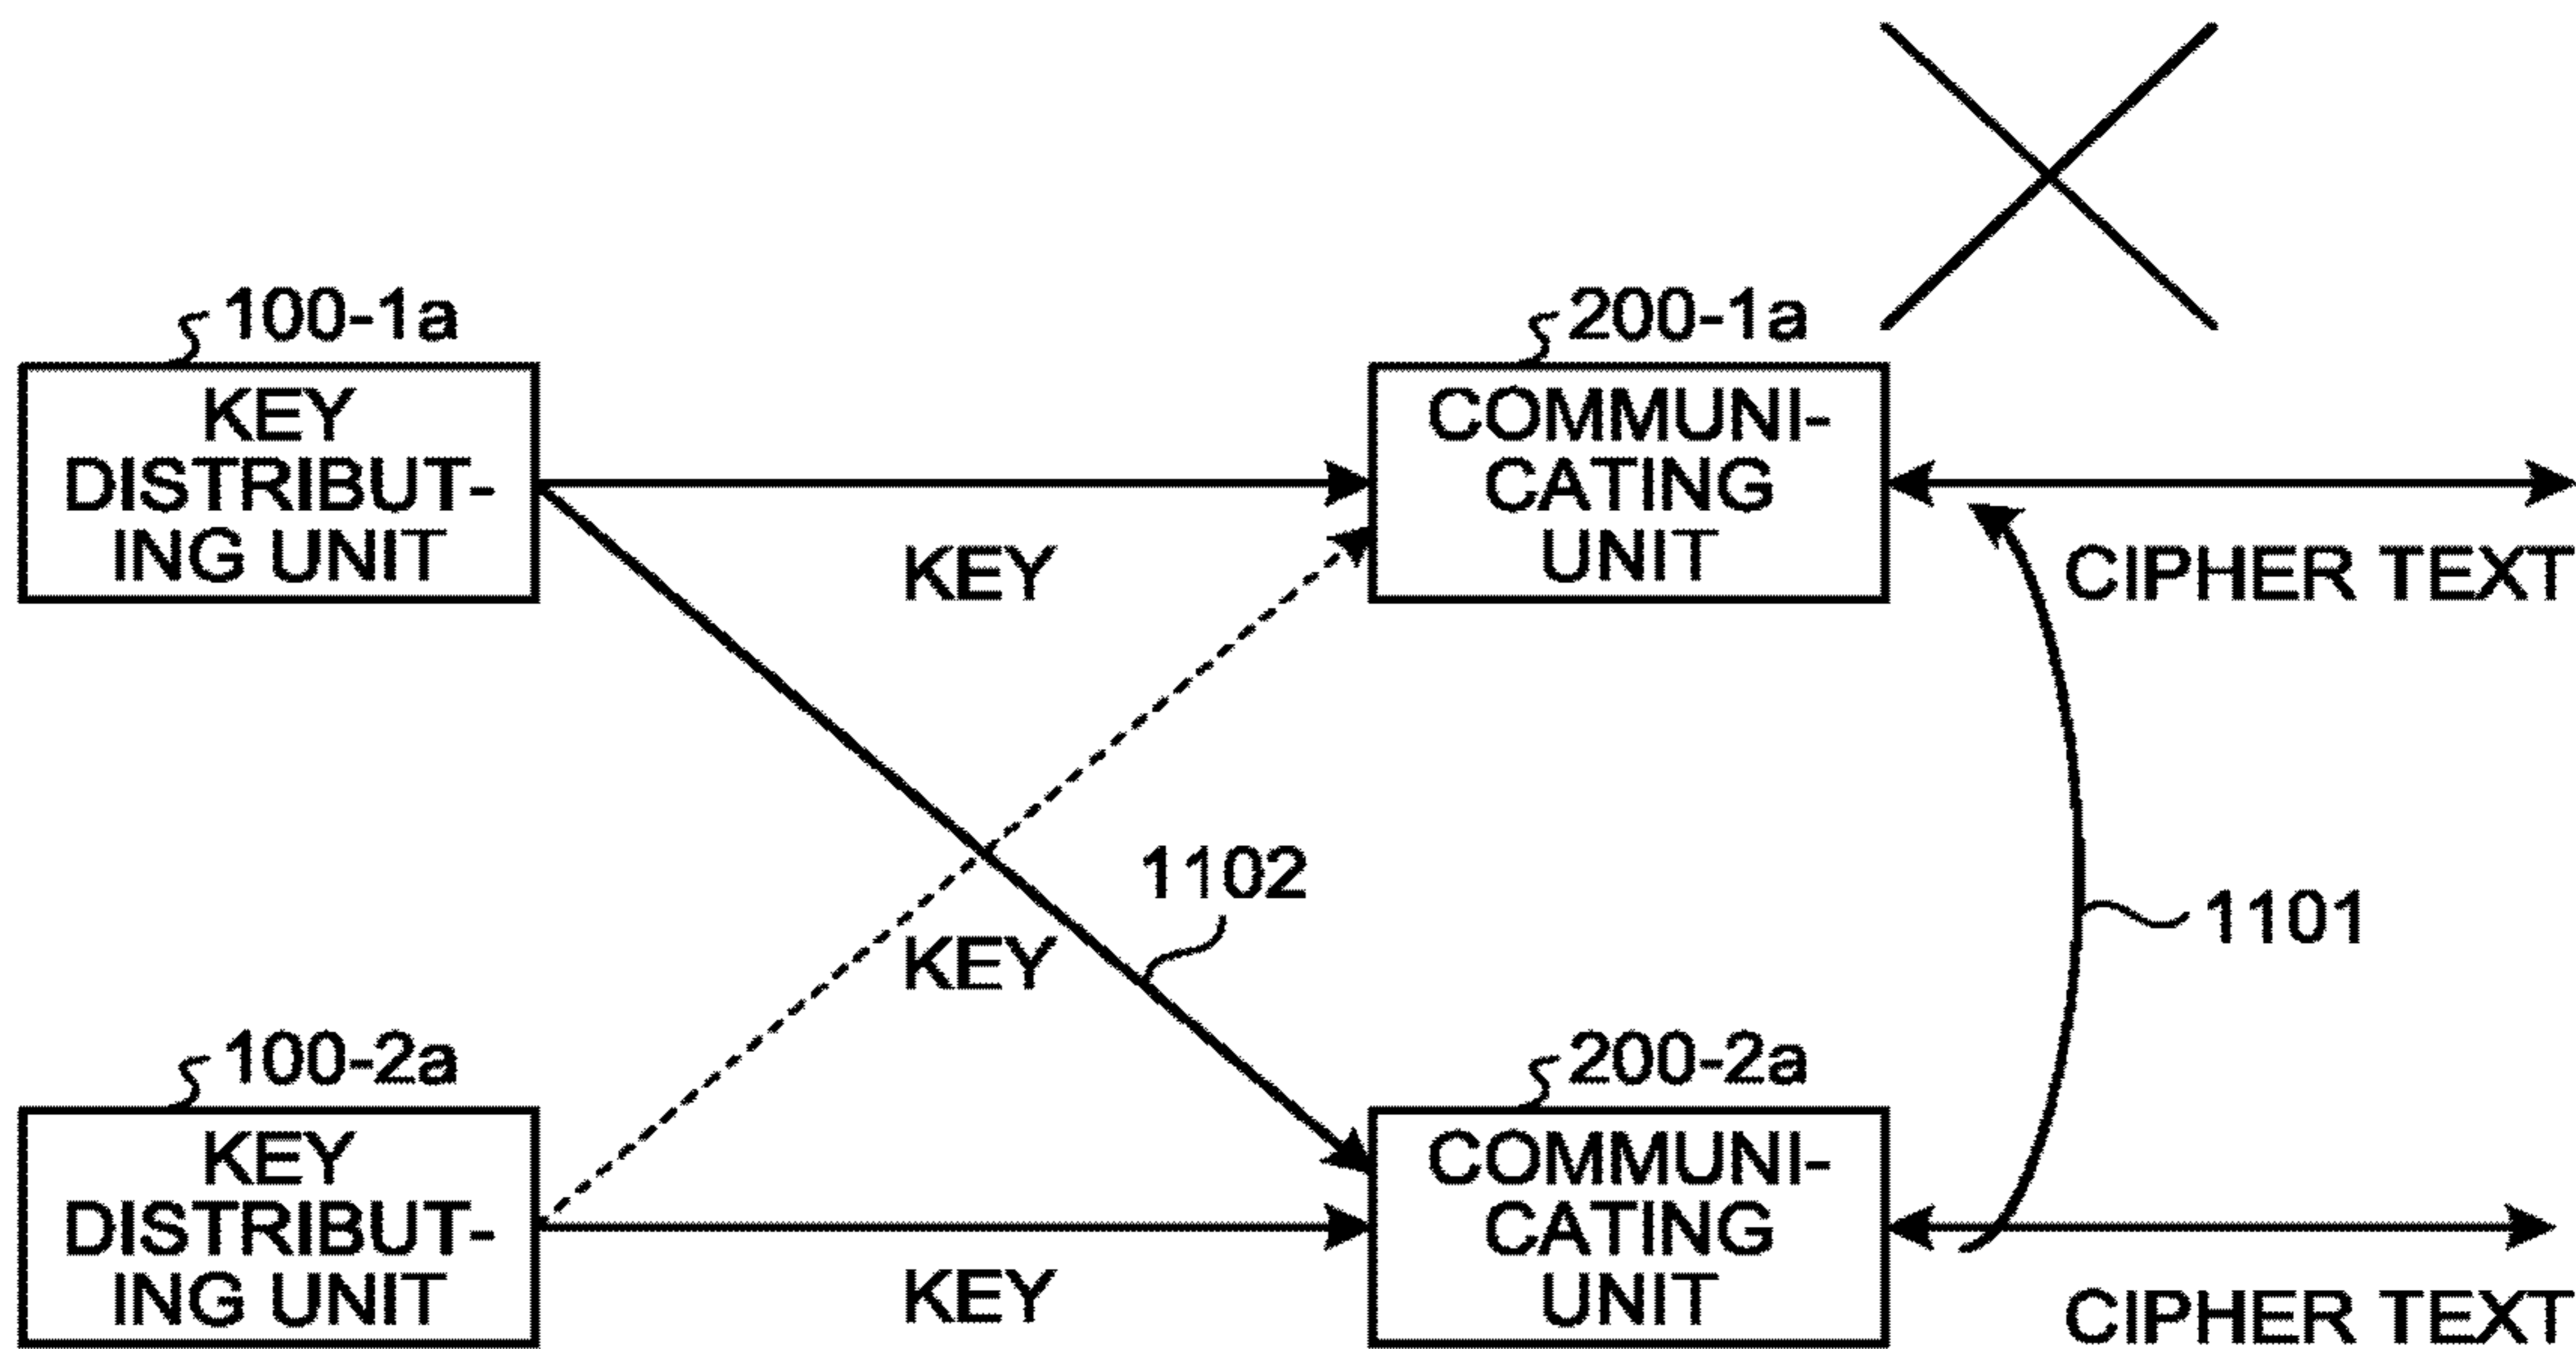 100-1a
KEY
DISTRIBUT-
ING UNIT
KEY
200-1a
COMMUNI-
CATING
UNIT
CIPHER TEXT
1102
KEY
1101
100-2a
KEY
DISTRIBUT-
ING UNIT
KEY
200-2a
COMMUNI-
CATING
UNIT
CIPHER TEXT